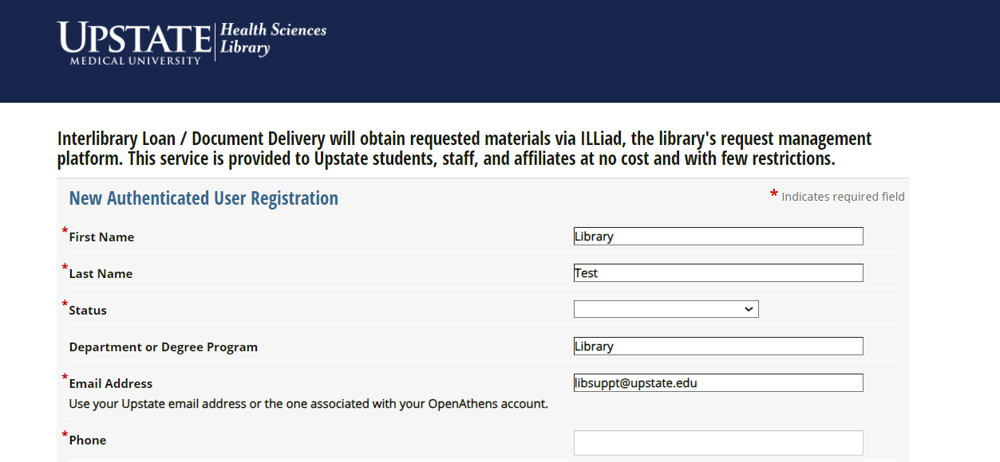 UPSTATE
MEDICAL UNIVERSITY
Health Sciences
Library
Interlibrary Loan / Document Delivery will obtain requested materials via ILLiad, the library's request management
platform. This service is provided to Upstate students, staff, and affiliates at no cost and with few restrictions.
New Authenticated User Registration
* Indicates required field
*First Name
Library
*Last Name
Test
*Status
Department or Degree Program
Library
*Email Address
libsuppt@upstate.edu
Use your Upstate email address or the one associated with your OpenAthens account.
*Phone